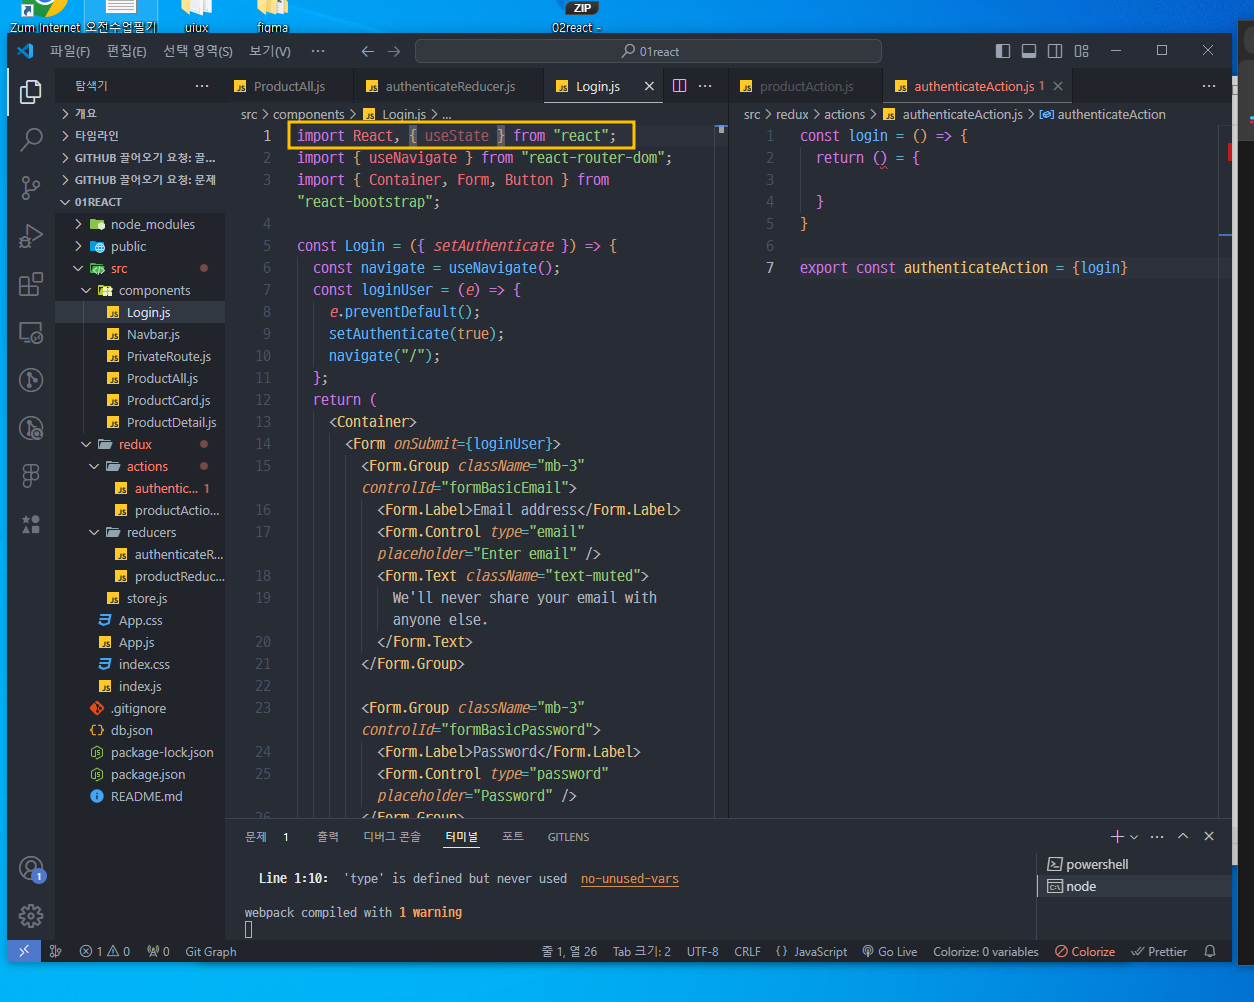 Zum Internet
오전수업필기
uiux
figma
ZIP
02react -
파일(F) 편집(E) 선택 영역(S) 보기(V) ···
01react
탐색기 ···
개요
타임라인
GITHUB 끌어오기 요청: 끌...
GITHUB 끌어오기 요청: 문제
01REACT
node_modules
public
src
components
Login.js
Navbar.js
PrivateRoute.js
ProductAll.js
ProductCard.js
ProductDetail.js
redux
actions
authentic... 1
productActio...
reducers
authenticateR...
productReduc...
store.js
App.css
App.js
index.css
index.js
.gitignore
db.json
package-lock.json
package.json
README.md
JS ProductAll.js JS authenticateReducer.js JS Login.js ···
src > components > JS Login.js > ...
1 import React, { useState } from "react";
2 import { useNavigate } from "react-router-dom";
3 import { Container, Form, Button } from
"react-bootstrap";
4
5 const Login = ({ setAuthenticate }) => {
6 const navigate = useNavigate();
7 const loginUser = (e) => {
8 e.preventDefault();
9 setAuthenticate(true);
10 navigate("/");
11 };
12 return (
13 <Container>
14 <Form onSubmit={loginUser}>
15 <Form.Group className="mb-3"
controlId="formBasicEmail">
16 <Form.Label>Email address</Form.Label>
17 <Form.Control type="email"
placeholder="Enter email" />
18 <Form.Text className="text-muted">
19 We'll never share your email with
anyone else.
20 </Form.Text>
21 </Form.Group>
22
23 <Form.Group className="mb-3"
controlId="formBasicPassword">
24 <Form.Label>Password</Form.Label>
25 <Form.Control type="password"
placeholder="Password" />
26 </Form.Group>
JS productAction.js JS authenticateAction.js 1 ···
src > redux > actions > JS authenticateAction.js > authenticateAction
1 const login = () => {
2 return () = {
3
4 }
5 }
6
7 export const authenticateAction = {login}
문제 1 출력 디버그 콘솔 터미널 포트 GITLENS
Line 1:10: 'type' is defined but never used no-unused-vars
webpack compiled with 1 warning
powershell
node
1
1 0 0 Git Graph 줄 1, 열 26 Tab 크기: 2 UTF-8 CRLF {} JavaScript Go Live Colorize: 0 variables Colorize Prettier